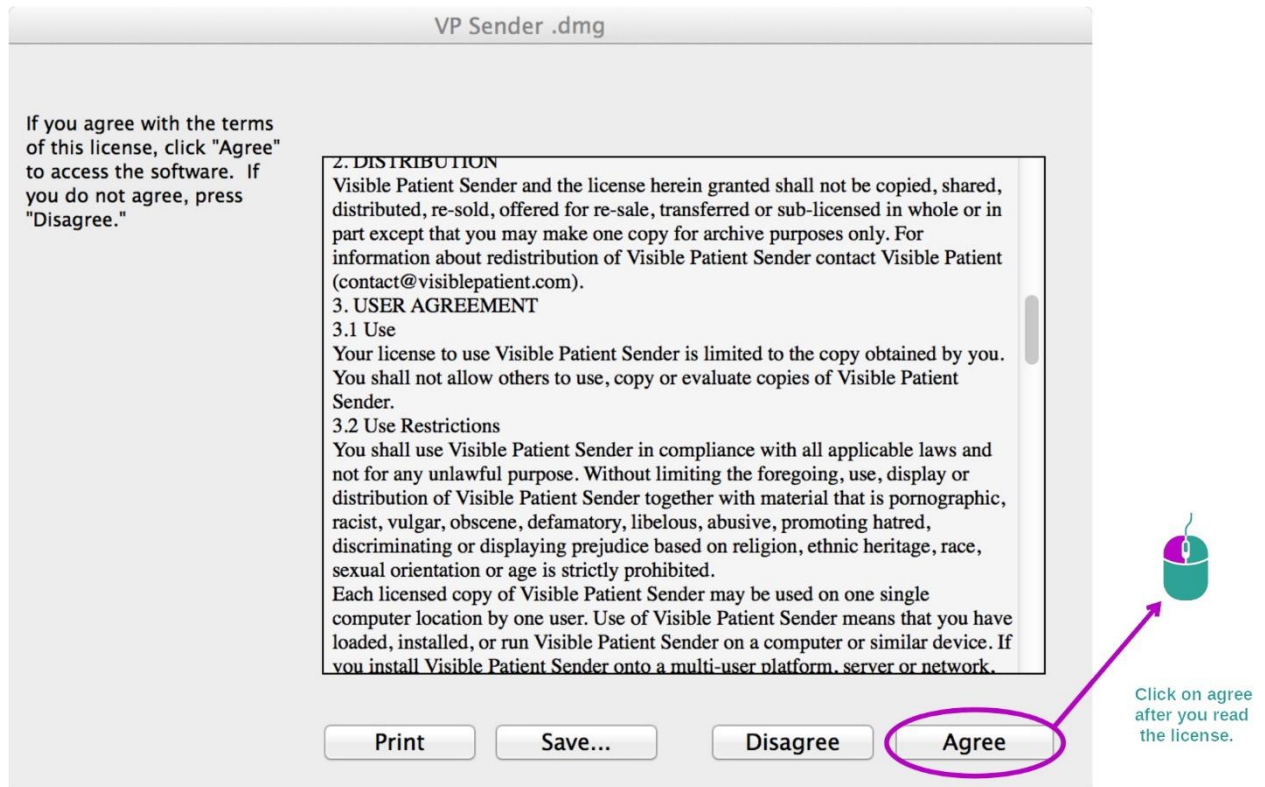 VP Sender .dmg
If you agree with the terms
of this license, click "Agree"
to access the software.  If
you do not agree, press
"Disagree."
2. DISTRIBUTION
Visible Patient Sender and the license herein granted shall not be copied, shared,
distributed, re-sold, offered for re-sale, transferred or sub-licensed in whole or in
part except that you may make one copy for archive purposes only. For
information about redistribution of Visible Patient Sender contact Visible Patient
(contact@visiblepatient.com).
3. USER AGREEMENT
3.1 Use
Your license to use Visible Patient Sender is limited to the copy obtained by you.
You shall not allow others to use, copy or evaluate copies of Visible Patient
Sender.
3.2 Use Restrictions
You shall use Visible Patient Sender in compliance with all applicable laws and
not for any unlawful purpose. Without limiting the foregoing, use, display or
distribution of Visible Patient Sender together with material that is pornographic,
racist, vulgar, obscene, defamatory, libelous, abusive, promoting hatred,
discriminating or displaying prejudice based on religion, ethnic heritage, race,
sexual orientation or age is strictly prohibited.
Each licensed copy of Visible Patient Sender may be used on one single
computer location by one user. Use of Visible Patient Sender means that you have
loaded, installed, or run Visible Patient Sender on a computer or similar device. If
you install Visible Patient Sender onto a multi-user platform, server or network,
Print
Save...
Disagree
Agree
Click on agree
after you read
the license.